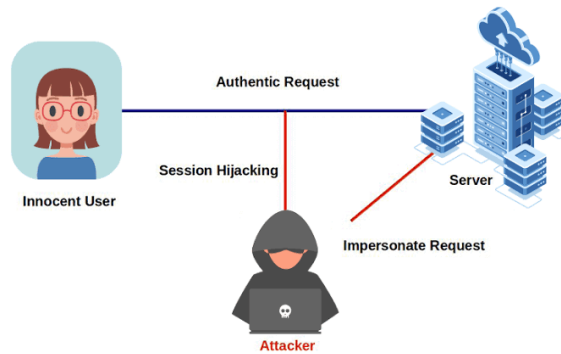 Authentic Request
Session Hijacking
Server
Innocent User
Impersonate Request
Attacker